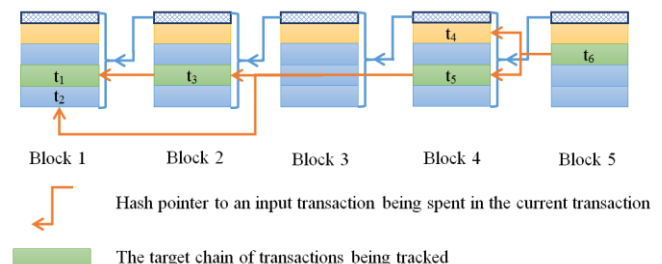 t4
t6
t1 t3 t5
t2
Block 1 Block 2 Block 3 Block 4 Block 5
Hash pointer to an input transaction being spent in the current transaction
The target chain of transactions being tracked